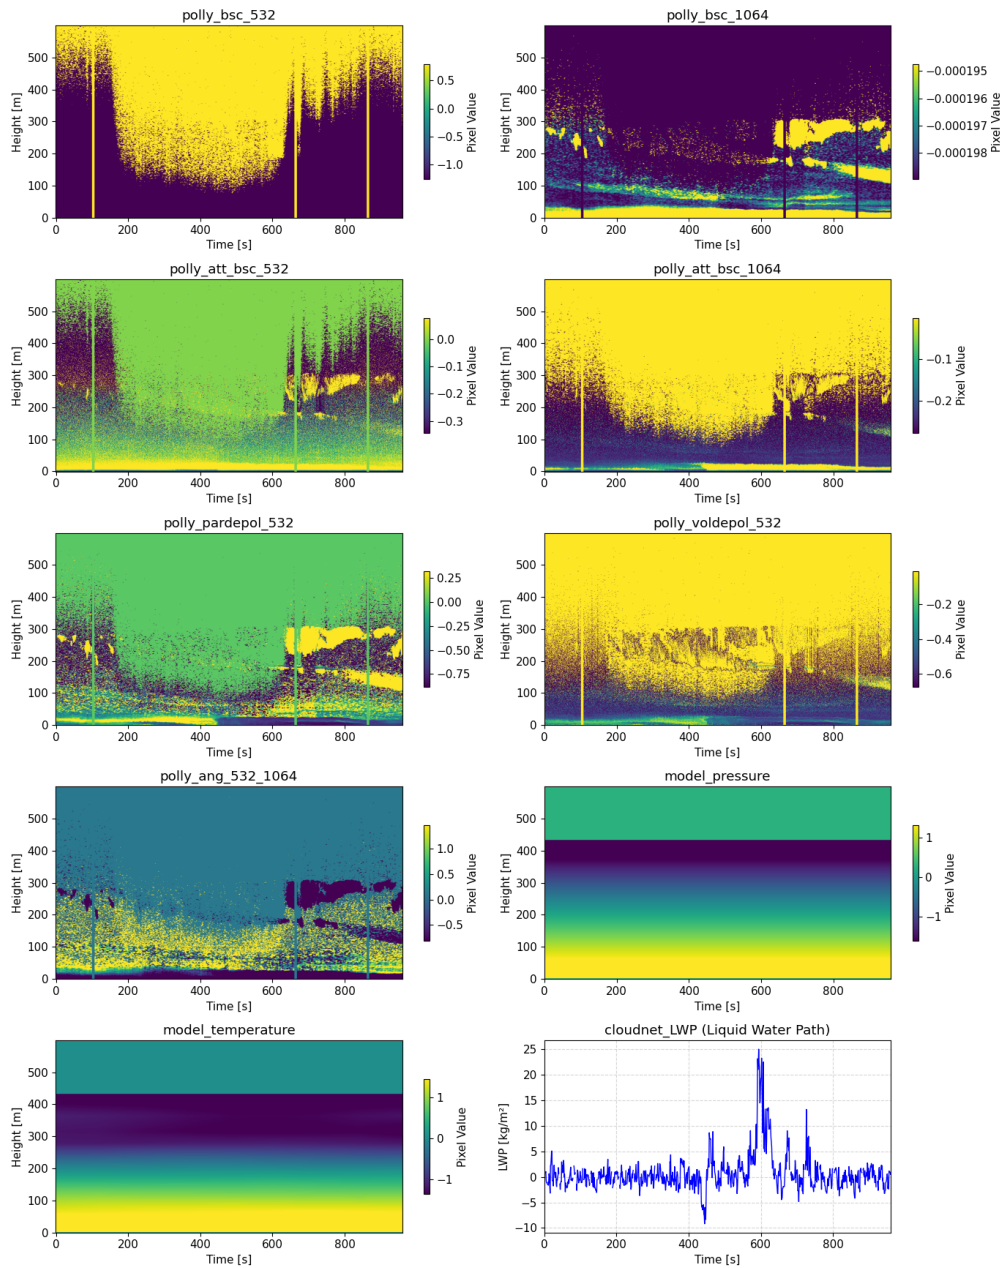 polly_bsc_532
Height [m]
500
400
300
200
100
0
0 200 400 600 800
Time [s]
0.5
0.0
−0.5
−1.0
Pixel Value
polly_bsc_1064
Height [m]
500
400
300
200
100
0
0 200 400 600 800
Time [s]
−0.000195
−0.000196
−0.000197
−0.000198
Pixel Value
polly_att_bsc_532
Height [m]
500
400
300
200
100
0
0 200 400 600 800
Time [s]
0.0
−0.1
−0.2
−0.3
Pixel Value
polly_att_bsc_1064
Height [m]
500
400
300
200
100
0
0 200 400 600 800
Time [s]
−0.1
−0.2
Pixel Value
polly_pardepol_532
Height [m]
500
400
300
200
100
0
0 200 400 600 800
Time [s]
0.25
0.00
−0.25
−0.50
−0.75
Pixel Value
polly_voldepol_532
Height [m]
500
400
300
200
100
0
0 200 400 600 800
Time [s]
−0.2
−0.4
−0.6
Pixel Value
polly_ang_532_1064
Height [m]
500
400
300
200
100
0
0 200 400 600 800
Time [s]
1.0
0.5
0.0
−0.5
Pixel Value
model_pressure
Height [m]
500
400
300
200
100
0
0 200 400 600 800
Time [s]
1
0
−1
Pixel Value
model_temperature
Height [m]
500
400
300
200
100
0
0 200 400 600 800
Time [s]
1
0
−1
Pixel Value
cloudnet_LWP (Liquid Water Path)
LWP [kg/m²]
25
20
15
10
5
0
−5
−10
0 200 400 600 800
Time [s]